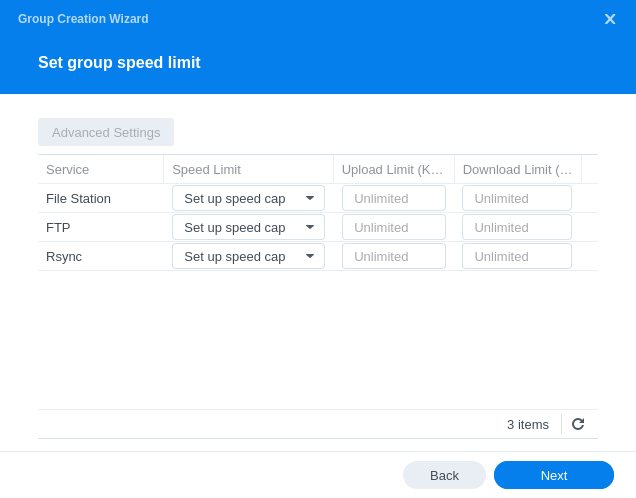 Group Creation Wizard
Set group speed limit
Advanced Settings
Service Speed Limit Upload Limit (K… Download Limit (…
File Station Set up speed cap Unlimited Unlimited
FTP Set up speed cap Unlimited Unlimited
Rsync Set up speed cap Unlimited Unlimited
3 items
Back Next